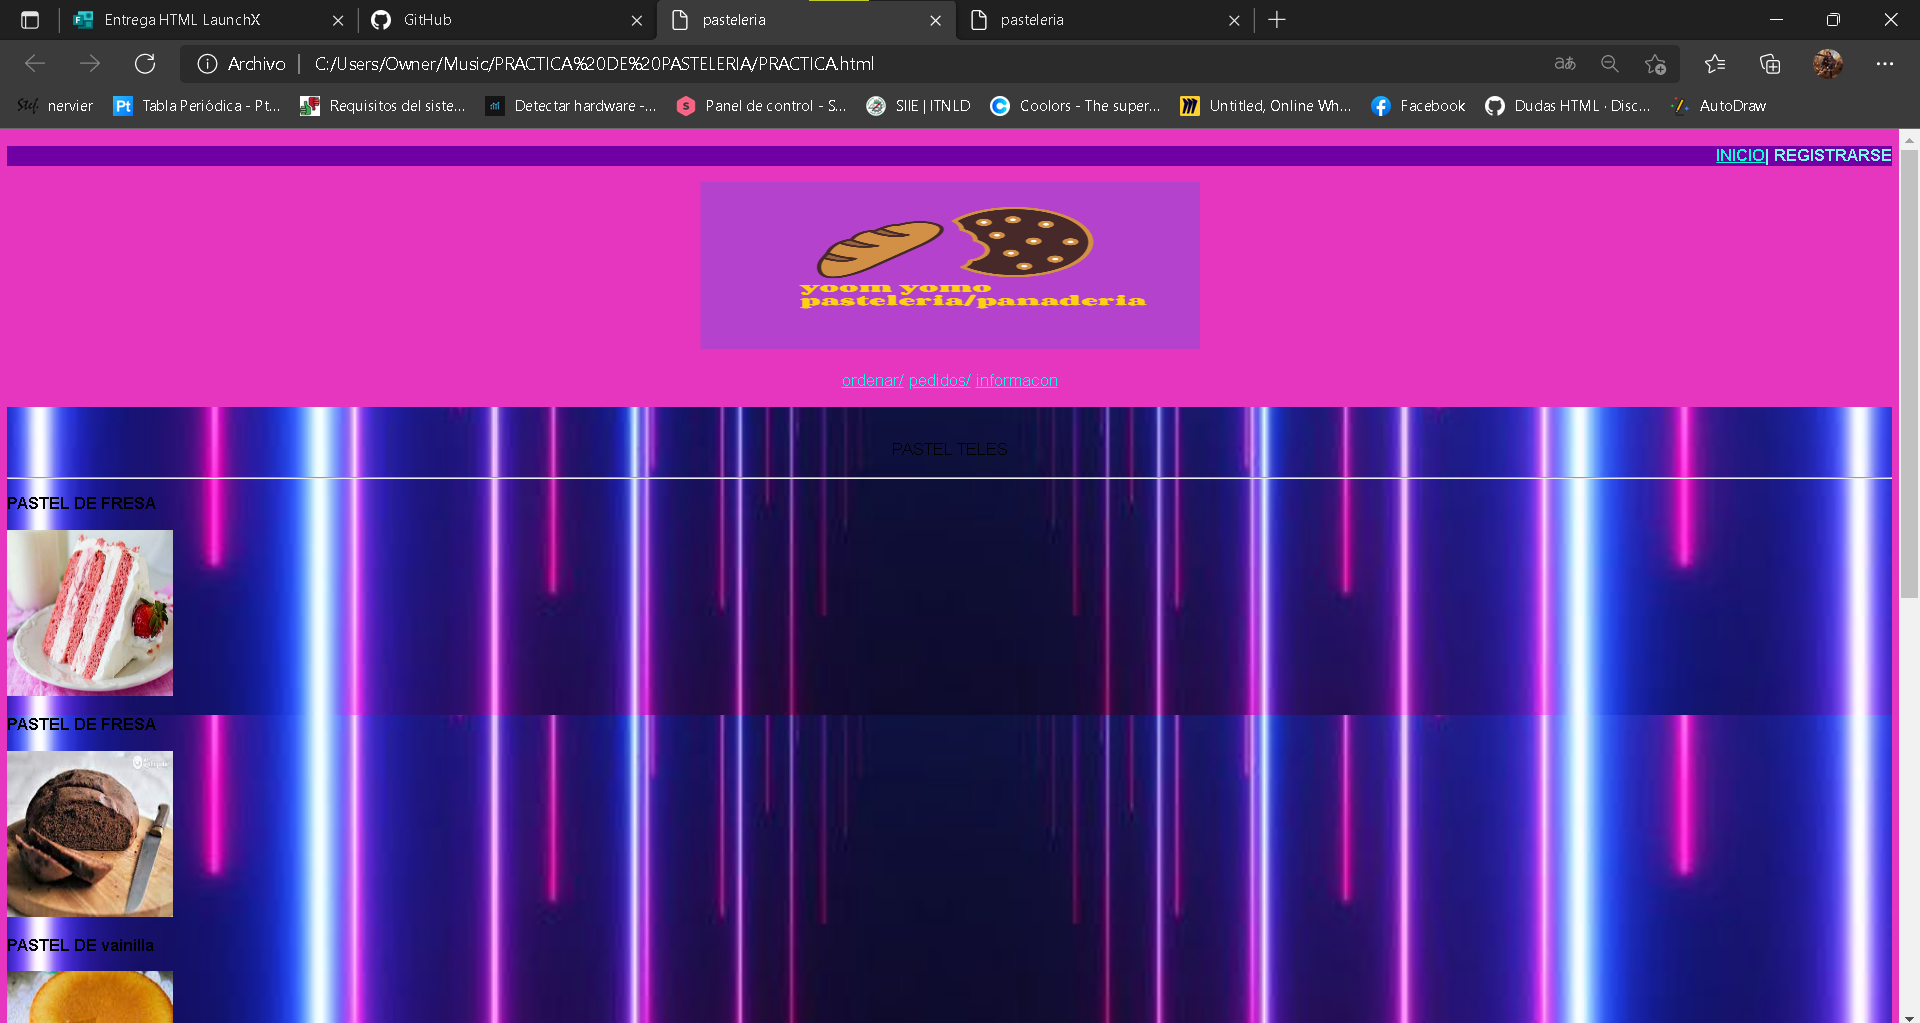 Entrega HTML LaunchX
GitHub
pasteleria
pasteleria
Archivo
C:/Users/Owner/Music/PRACTICA%20DE%20PASTELERIA/PRACTICA.html
Stef nervier
Pt Tabla Periódica - Pt...
Requisitos del siste...
Detectar hardware -...
S Panel de control - S...
SIIE | ITNLD
C Coolors - The super...
Untitled, Online Wh...
Facebook
Dudas HTML · Disc...
AutoDraw
INICIO| REGISTRARSE
yoom yomo
pasteleria/panaderia
ordenar/ pedidos/ informacon
PASTEL TELES
PASTEL DE FRESA
PASTEL DE FRESA
PASTEL DE vainilla